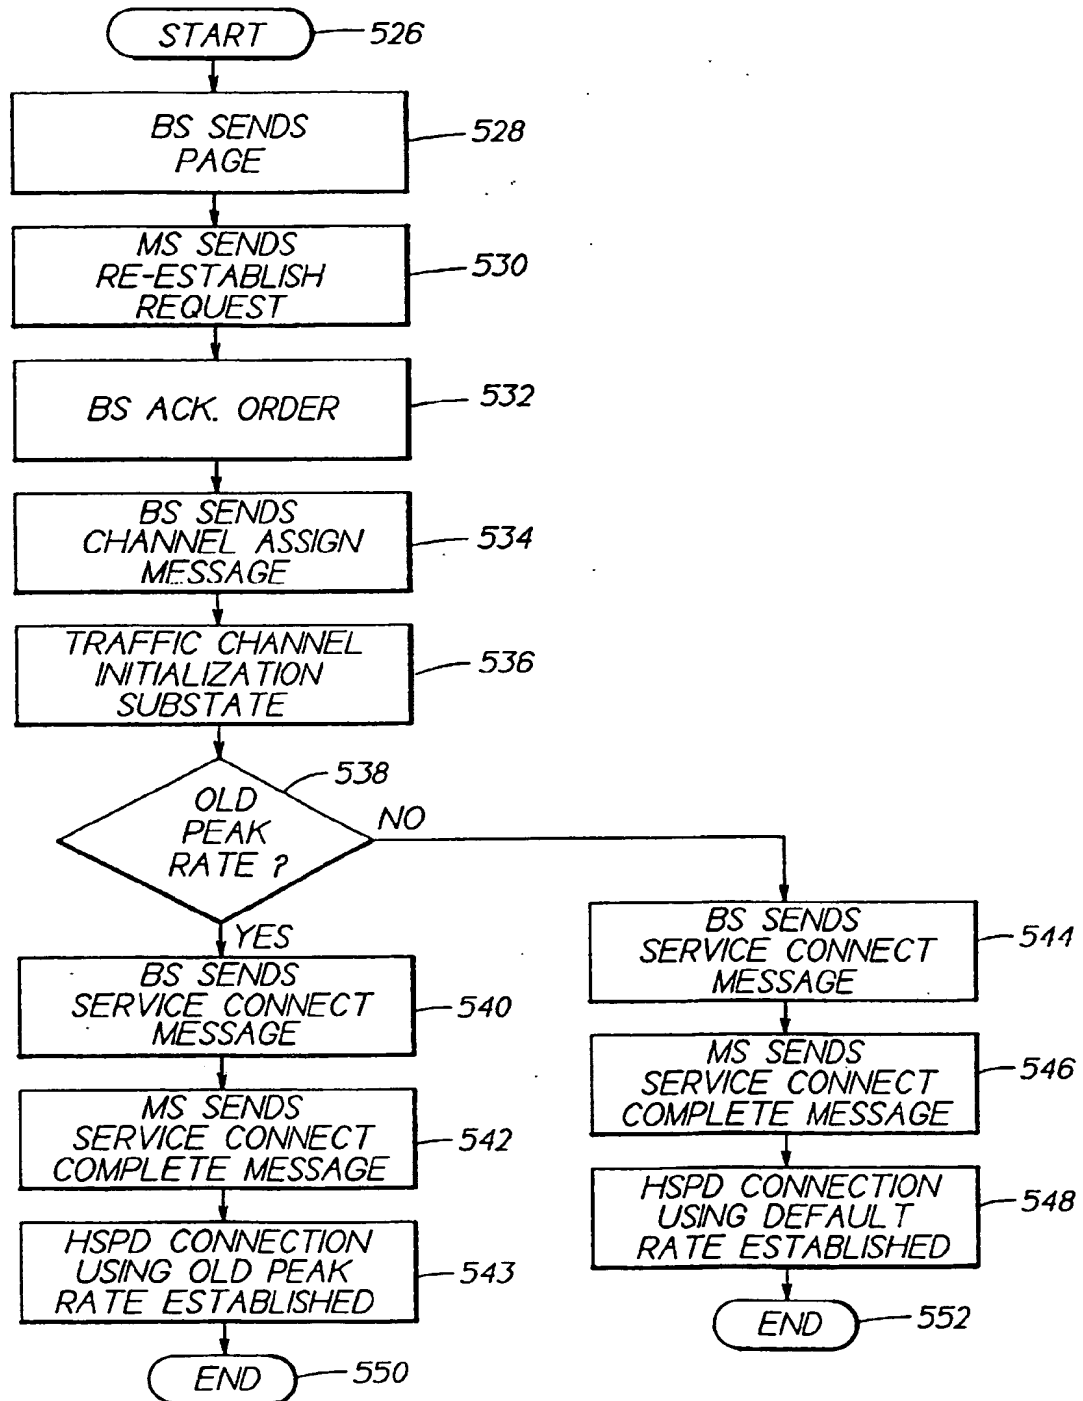 START
526
BS SENDS
PAGE
528
MS SENDS
RE-ESTABLISH
REQUEST
530
BS ACK. ORDER
532
BS SENDS
CHANNEL ASSIGN
MESSAGE
534
TRAFFIC CHANNEL
INITIALIZATION
SUBSTATE
536
OLD
PEAK
RATE ?
538
NO
YES
BS SENDS
SERVICE CONNECT
MESSAGE
540
MS SENDS
SERVICE CONNECT
COMPLETE MESSAGE
542
HSPD CONNECTION
USING OLD PEAK
RATE ESTABLISHED
543
END
550
BS SENDS
SERVICE CONNECT
MESSAGE
544
MS SENDS
SERVICE CONNECT
COMPLETE MESSAGE
546
HSPD CONNECTION
USING DEFAULT
RATE ESTABLISHED
548
END
552